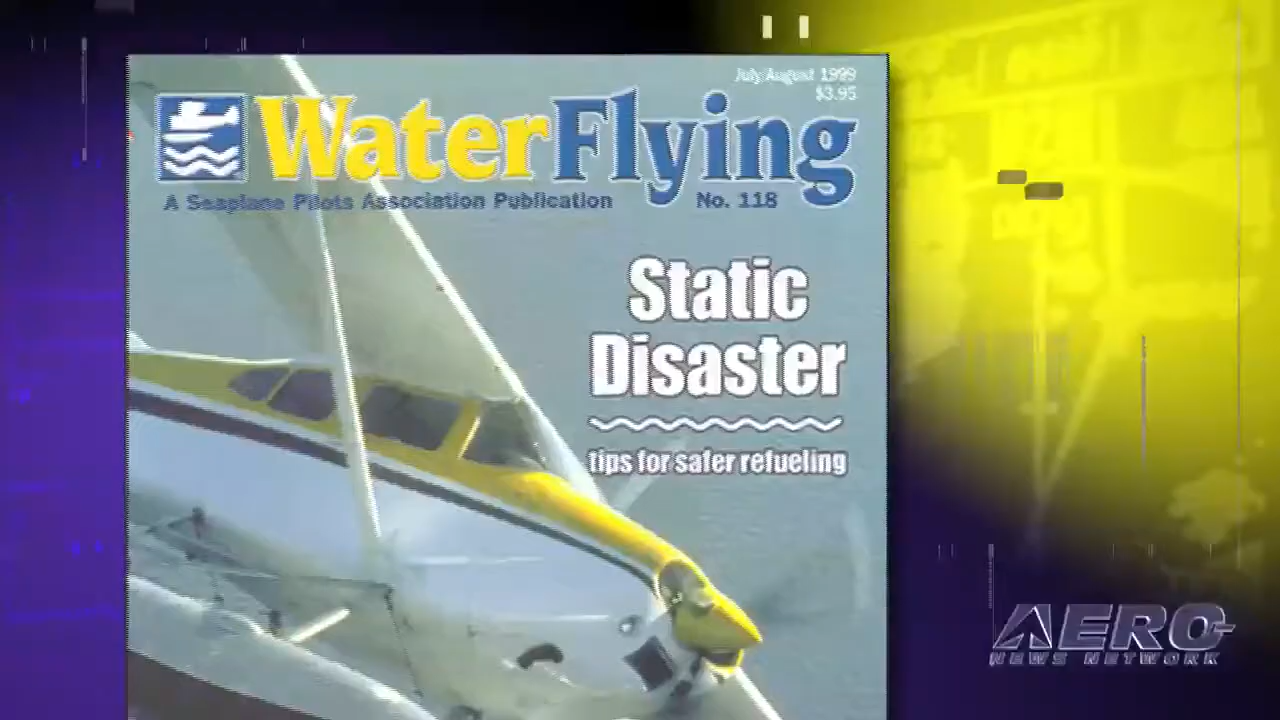 July/August 1999
$3.95
WaterFlying
A Seaplane Pilots Association Publication
No. 118
Static
Disaster
tips for safer refueling
AERO
NEWS NETWORK